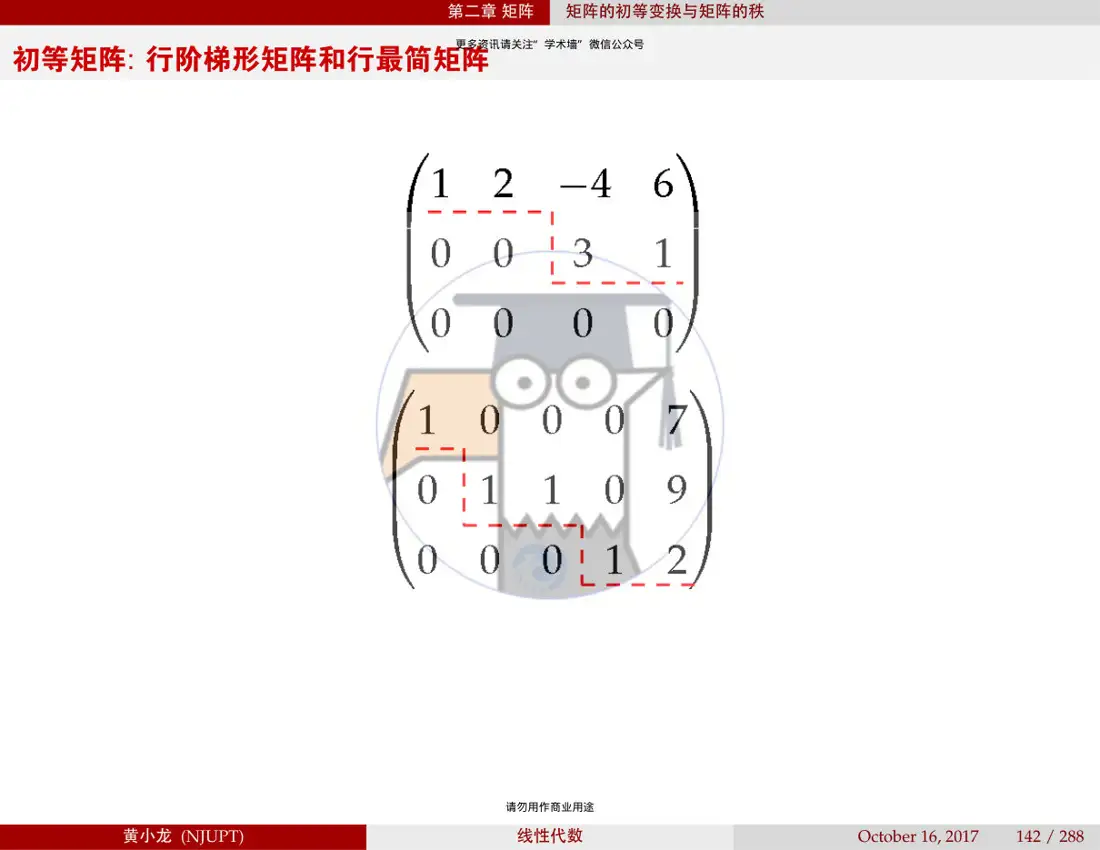 第二章 矩阵 矩阵的初等变换与矩阵的秩
更多资讯请关注“学术墙”微信公众号
初等矩阵: 行阶梯形矩阵和行最简矩阵
1 2 −4 6
0 0 3 1
0 0 0 0
1 0 0 0 7
0 1 1 0 9
0 0 0 1 2
请勿用作商业用途
黄小龙 (NJUPT) 线性代数 October 16, 2017 142 / 288